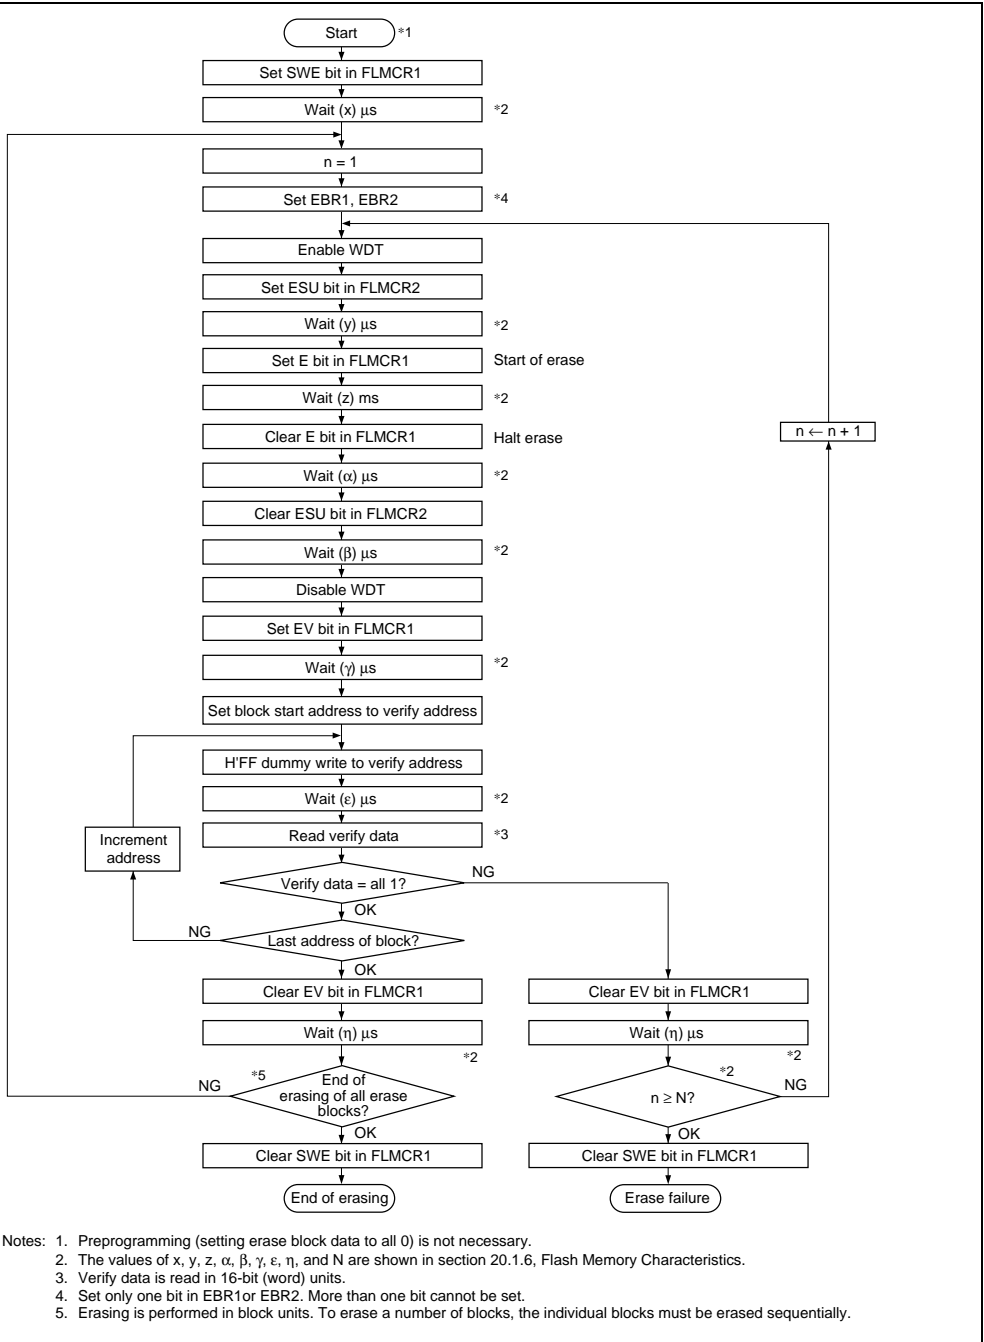 Start *1
Set SWE bit in FLMCR1
Wait (x) μs *2
n = 1
Set EBR1, EBR2 *4
Enable WDT
Set ESU bit in FLMCR2
Wait (y) μs *2
Set E bit in FLMCR1 Start of erase
Wait (z) ms *2
n ← n + 1
Clear E bit in FLMCR1 Halt erase
Wait (α) μs *2
Clear ESU bit in FLMCR2
Wait (β) μs *2
Disable WDT
Set EV bit in FLMCR1
Wait (γ) μs *2
Set block start address to verify address
H'FF dummy write to verify address
Wait (ε) μs *2
Read verify data *3
Increment
address
Verify data = all 1? NG
OK
NG Last address of block?
OK
Clear EV bit in FLMCR1 Clear EV bit in FLMCR1
Wait (η) μs Wait (η) μs
*2 *2
*5 *2
NG End of
erasing of all erase
blocks?
n ≥ N? NG
OK OK
Clear SWE bit in FLMCR1 Clear SWE bit in FLMCR1
End of erasing Erase failure
Notes: 1. Preprogramming (setting erase block data to all 0) is not necessary.
2. The values of x, y, z, α, β, γ, ε, η, and N are shown in section 20.1.6, Flash Memory Characteristics.
3. Verify data is read in 16-bit (word) units.
4. Set only one bit in EBR1or EBR2. More than one bit cannot be set.
5. Erasing is performed in block units. To erase a number of blocks, the individual blocks must be erased sequentially.